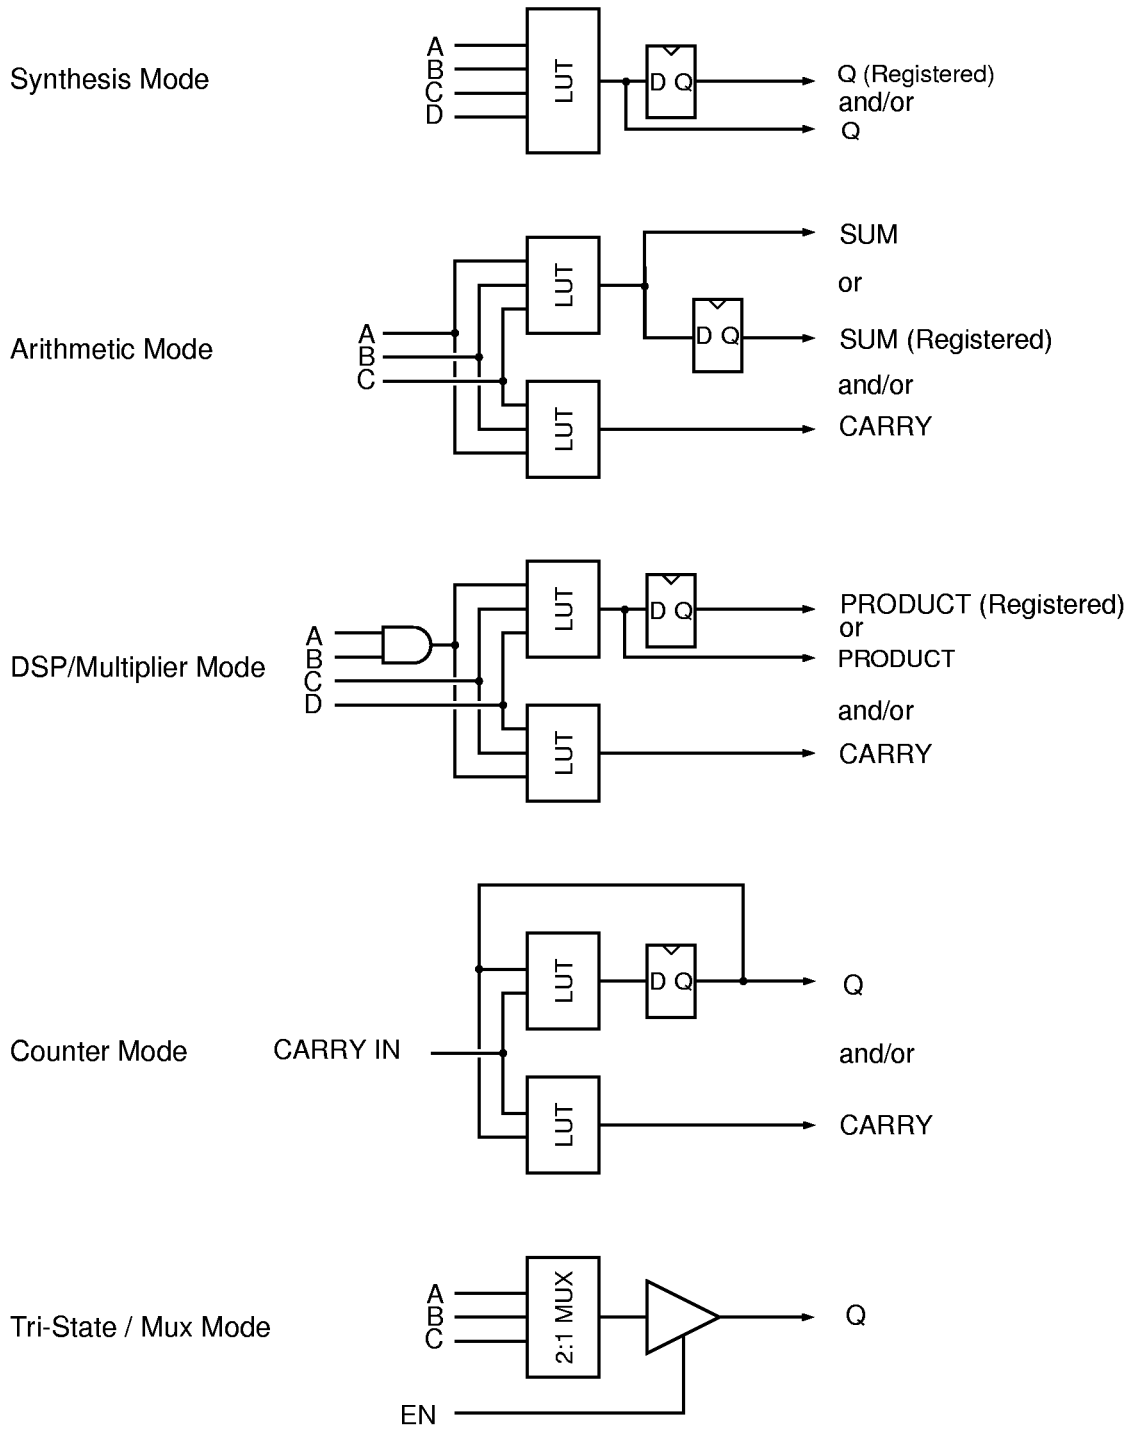 Synthesis Mode
A
B
C
D
LUT
D Q
Q (Registered)
and/or
Q
Arithmetic Mode
A
B
C
LUT
LUT
D Q
SUM
or
SUM (Registered)
and/or
CARRY
DSP/Multiplier Mode
A
B
C
D
LUT
LUT
D Q
PRODUCT (Registered)
or
PRODUCT
and/or
CARRY
Counter Mode
CARRY IN
LUT
LUT
D Q
Q
and/or
CARRY
Tri-State / Mux Mode
A
B
C
EN
2:1 MUX
Q